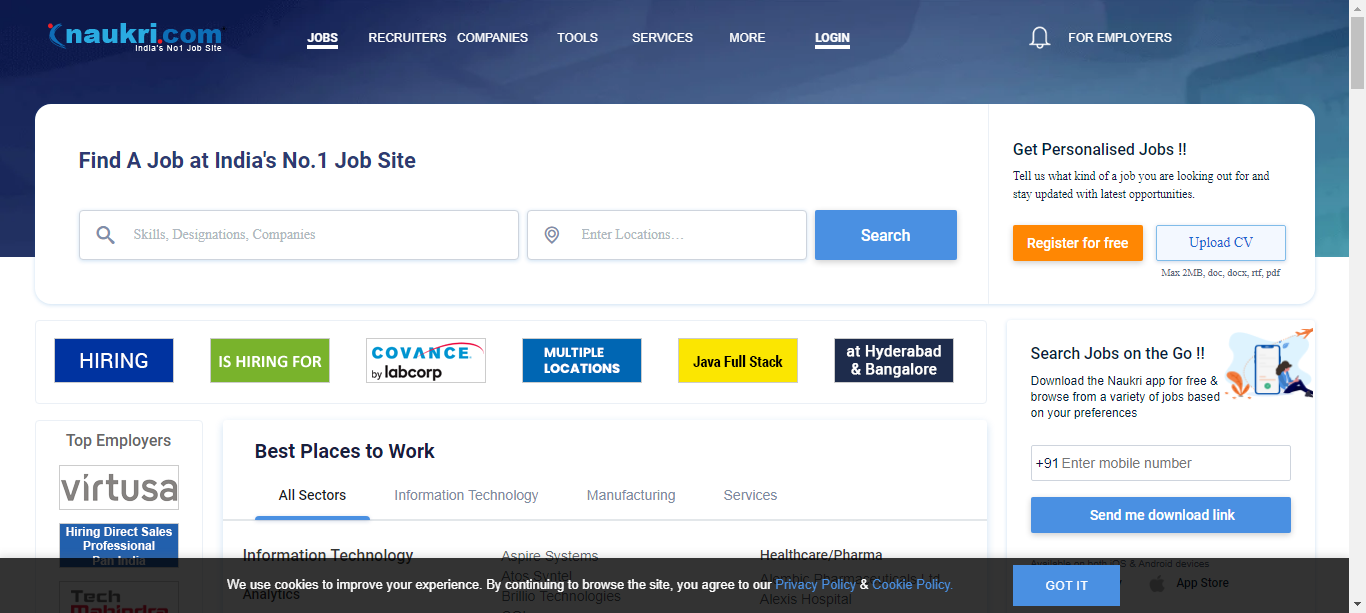 naukri.com
India's No1 Job Site
JOBS
RECRUITERS
COMPANIES
TOOLS
SERVICES
MORE
LOGIN
FOR EMPLOYERS
Find A Job at India's No.1 Job Site
Skills, Designations, Companies
Enter Locations...
Search
Get Personalised Jobs !!
Tell us what kind of a job you are looking out for and
stay updated with latest opportunities.
Register for free
Upload CV
Max 2MB, doc, docx, rtf, pdf
HIRING
IS HIRING FOR
COVANCE
by labcorp
MULTIPLE
LOCATIONS
Java Full Stack
at Hyderabad
& Bangalore
Search Jobs on the Go !!
Download the Naukri app for free &
browse from a variety of jobs based
on your preferences
+91 Enter mobile number
Send me download link
Available on both iOS & Android devices
App Store
Top Employers
virtusa
Hiring Direct Sales
Professional
Pan India
Tech
Mahindra
Best Places to Work
All Sectors
Information Technology
Manufacturing
Services
Information Technology
Analytics
Aspire Systems
Atos Syntel
Brillio Technologies
Healthcare/Pharma
Alembic Pharmaceuticals Ltd
Alexis Hospital
We use cookies to improve your experience. By continuing to browse the site, you agree to our Privacy Policy & Cookie Policy.
GOT IT